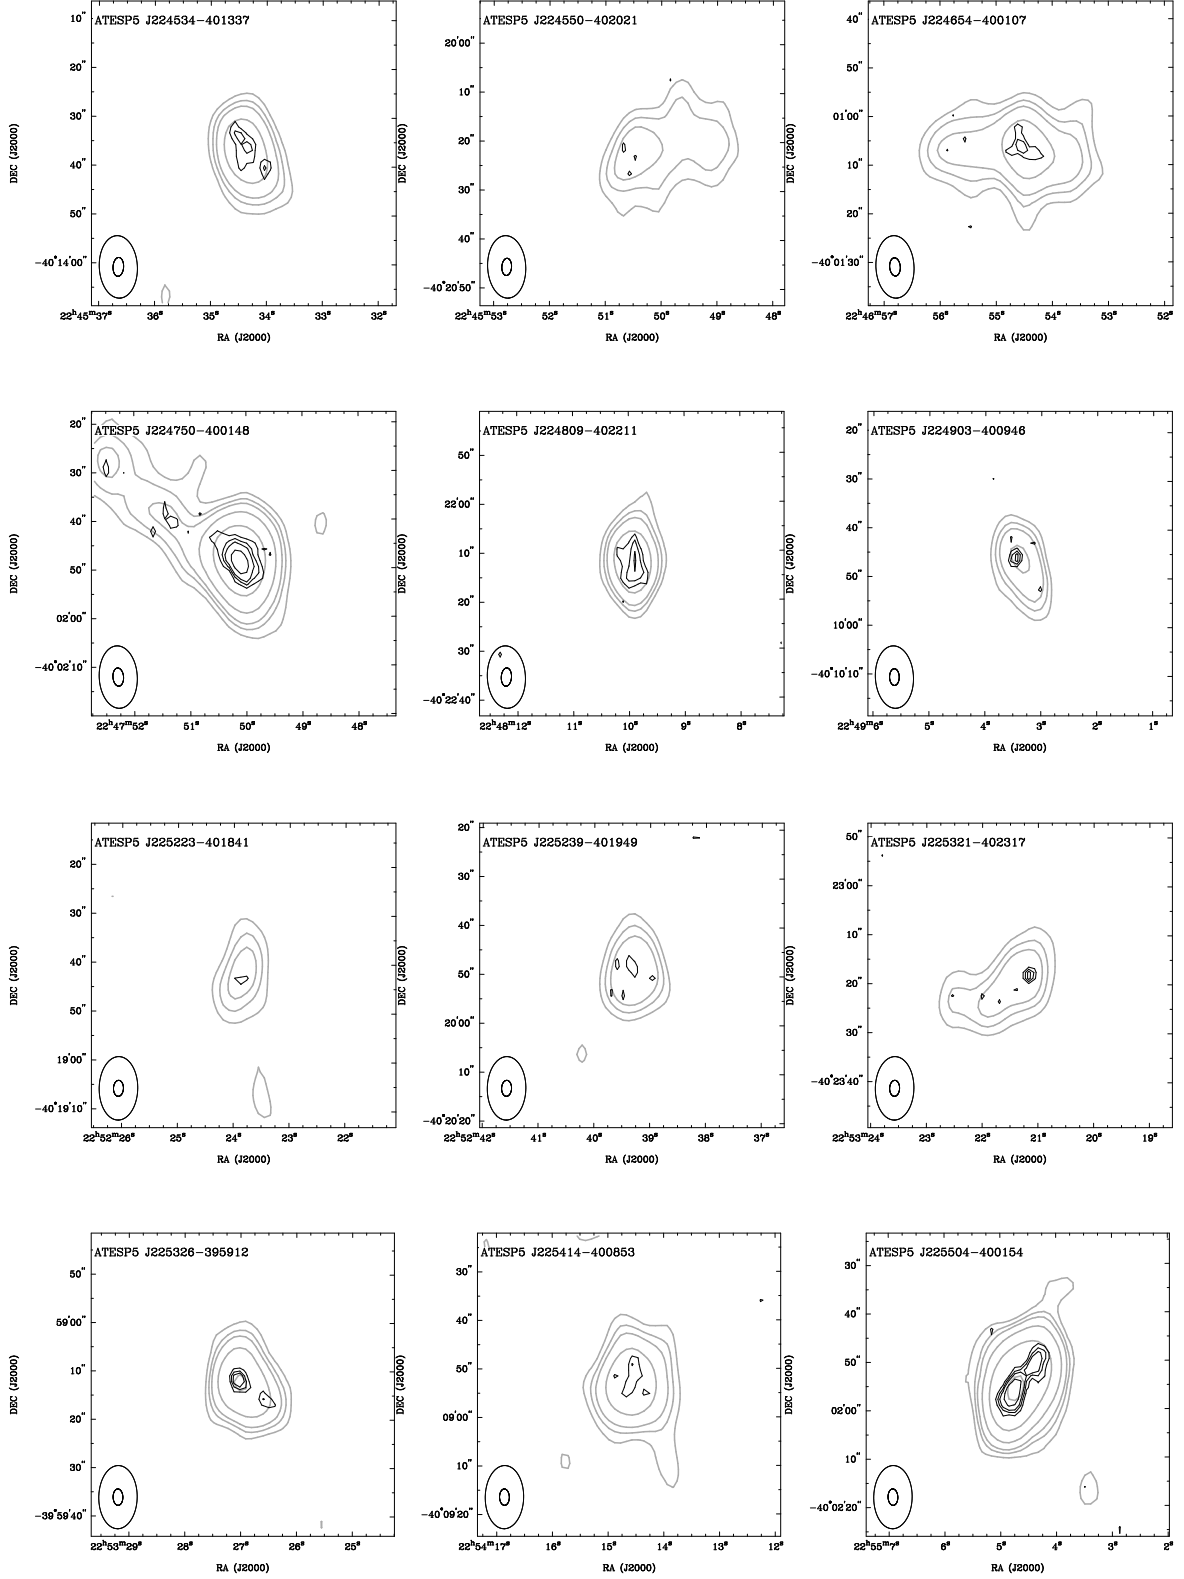 ATESP5 J224534−401337
10"
20"
30"
40"
50"
−40°14'00"
DEC (J2000)
22ʰ45ᵐ37ˢ 36ˢ 35ˢ 34ˢ 33ˢ 32ˢ
RA (J2000)
ATESP5 J224550−402021
20'00"
10"
20"
30"
40"
−40°20'50"
DEC (J2000)
22ʰ45ᵐ53ˢ 52ˢ 51ˢ 50ˢ 49ˢ 48ˢ
RA (J2000)
ATESP5 J224654−400107
40"
50"
01'00"
10"
20"
−40°01'30"
DEC (J2000)
22ʰ46ᵐ57ˢ 56ˢ 55ˢ 54ˢ 53ˢ 52ˢ
RA (J2000)
ATESP5 J224750−400148
20"
30"
40"
50"
02'00"
−40°02'10"
DEC (J2000)
22ʰ47ᵐ52ˢ 51ˢ 50ˢ 49ˢ 48ˢ
RA (J2000)
ATESP5 J224809−402211
50"
22'00"
10"
20"
30"
−40°22'40"
DEC (J2000)
22ʰ48ᵐ12ˢ 11ˢ 10ˢ 9ˢ 8ˢ
RA (J2000)
ATESP5 J224903−400946
20"
30"
40"
50"
10'00"
−40°10'10"
DEC (J2000)
22ʰ49ᵐ6ˢ 5ˢ 4ˢ 3ˢ 2ˢ 1ˢ
RA (J2000)
ATESP5 J225223−401841
20"
30"
40"
50"
19'00"
−40°19'10"
DEC (J2000)
22ʰ52ᵐ26ˢ 25ˢ 24ˢ 23ˢ 22ˢ
RA (J2000)
ATESP5 J225239−401949
20"
30"
40"
50"
20'00"
10"
−40°20'20"
DEC (J2000)
22ʰ52ᵐ42ˢ 41ˢ 40ˢ 39ˢ 38ˢ 37ˢ
RA (J2000)
ATESP5 J225321−402317
50"
23'00"
10"
20"
30"
−40°23'40"
DEC (J2000)
22ʰ53ᵐ24ˢ 23ˢ 22ˢ 21ˢ 20ˢ 19ˢ
RA (J2000)
ATESP5 J225326−395912
50"
59'00"
10"
20"
30"
−39°59'40"
DEC (J2000)
22ʰ53ᵐ29ˢ 28ˢ 27ˢ 26ˢ 25ˢ
RA (J2000)
ATESP5 J225414−400853
30"
40"
50"
09'00"
10"
−40°09'20"
DEC (J2000)
22ʰ54ᵐ17ˢ 16ˢ 15ˢ 14ˢ 13ˢ 12ˢ
RA (J2000)
ATESP5 J225504−400154
30"
40"
50"
02'00"
10"
−40°02'20"
DEC (J2000)
22ʰ55ᵐ7ˢ 6ˢ 5ˢ 4ˢ 3ˢ 2ˢ
RA (J2000)